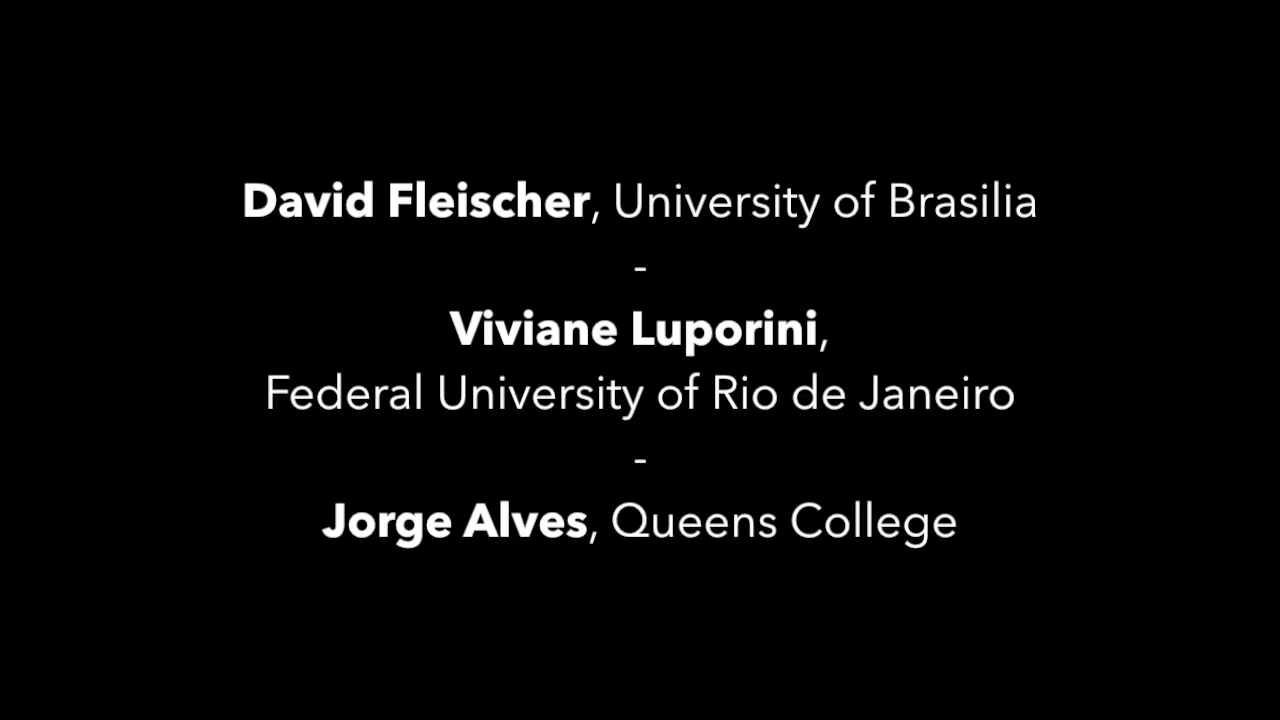 David Fleischer, University of Brasilia
-
Viviane Luporini,
Federal University of Rio de Janeiro
-
Jorge Alves, Queens College